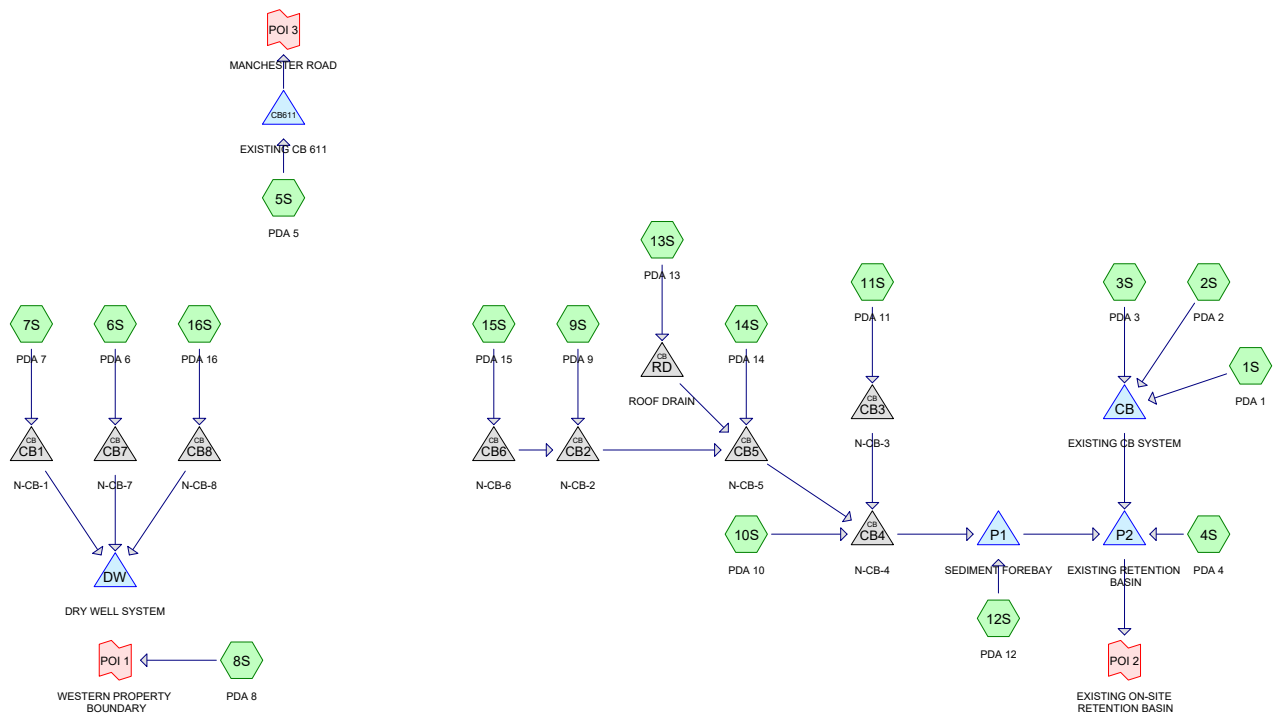 POI 3
MANCHESTER ROAD
CB611
EXISTING CB 611
5S
PDA 5
13S
PDA 13
11S
PDA 11
3S
PDA 3
2S
PDA 2
7S
PDA 7
6S
PDA 6
16S
PDA 16
15S
PDA 15
9S
PDA 9
14S
PDA 14
1S
PDA 1
CB
RD
ROOF DRAIN
CB
CB3
N-CB-3
CB
EXISTING CB SYSTEM
CB
CB1
N-CB-1
CB
CB7
N-CB-7
CB
CB8
N-CB-8
CB
CB6
N-CB-6
CB
CB2
N-CB-2
CB
CB5
N-CB-5
10S
PDA 10
CB
CB4
N-CB-4
P1
SEDIMENT FOREBAY
P2
EXISTING RETENTION
BASIN
4S
PDA 4
DW
DRY WELL SYSTEM
12S
PDA 12
POI 1
WESTERN PROPERTY
BOUNDARY
8S
PDA 8
POI 2
EXISTING ON-SITE
RETENTION BASIN